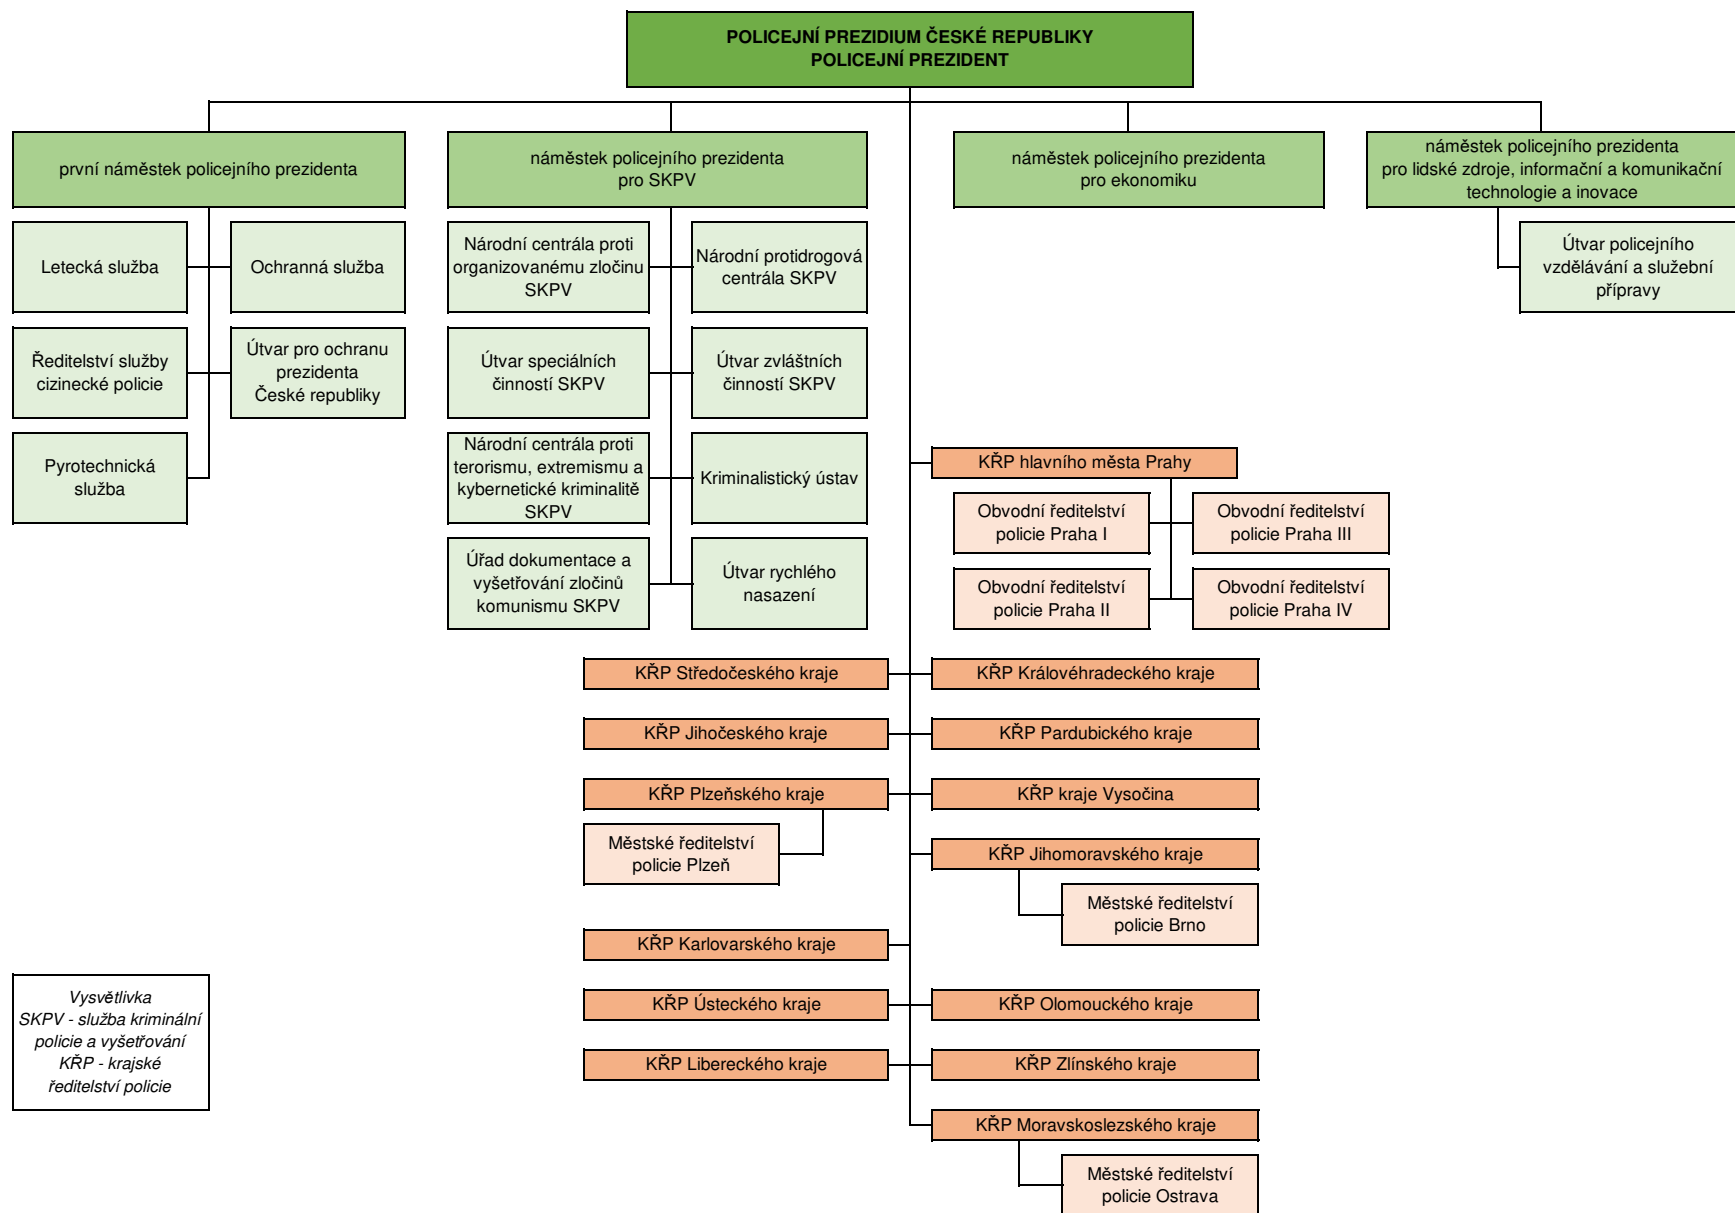 POLICEJNÍ PREZIDIUM ČESKÉ REPUBLIKY
POLICEJNÍ PREZIDENT
první náměstek policejního prezidenta
náměstek policejního prezidenta
pro SKPV
náměstek policejního prezidenta
pro ekonomiku
náměstek policejního prezidenta
pro lidské zdroje, informační a komunikační
technologie a inovace
Letecká služba
Ochranná služba
Národní centrála proti
organizovanému zločinu
SKPV
Národní protidrogová
centrála SKPV
Útvar policejního
vzdělávání a služební
přípravy
Ředitelství služby
cizinecké policie
Útvar pro ochranu
prezidenta
České republiky
Útvar speciálních
činností SKPV
Útvar zvláštních
činností SKPV
Pyrotechnická
služba
Národní centrála proti
terorismu, extremismu a
kybernetické kriminalitě
SKPV
Kriminalistický ústav
KŘP hlavního města Prahy
Obvodní ředitelství
policie Praha I
Obvodní ředitelství
policie Praha III
Úřad dokumentace a
vyšetřování zločinů
komunismu SKPV
Útvar rychlého
nasazení
Obvodní ředitelství
policie Praha II
Obvodní ředitelství
policie Praha IV
KŘP Středočeského kraje
KŘP Královéhradeckého kraje
KŘP Jihočeského kraje
KŘP Pardubického kraje
KŘP Plzeňského kraje
KŘP kraje Vysočina
Městské ředitelství
policie Plzeň
KŘP Jihomoravského kraje
Městské ředitelství
policie Brno
KŘP Karlovarského kraje
KŘP Ústeckého kraje
KŘP Olomouckého kraje
KŘP Libereckého kraje
KŘP Zlínského kraje
KŘP Moravskoslezského kraje
Městské ředitelství
policie Ostrava
Vysvětlivka
SKPV - služba kriminální
policie a vyšetřování
KŘP - krajské
ředitelství policie